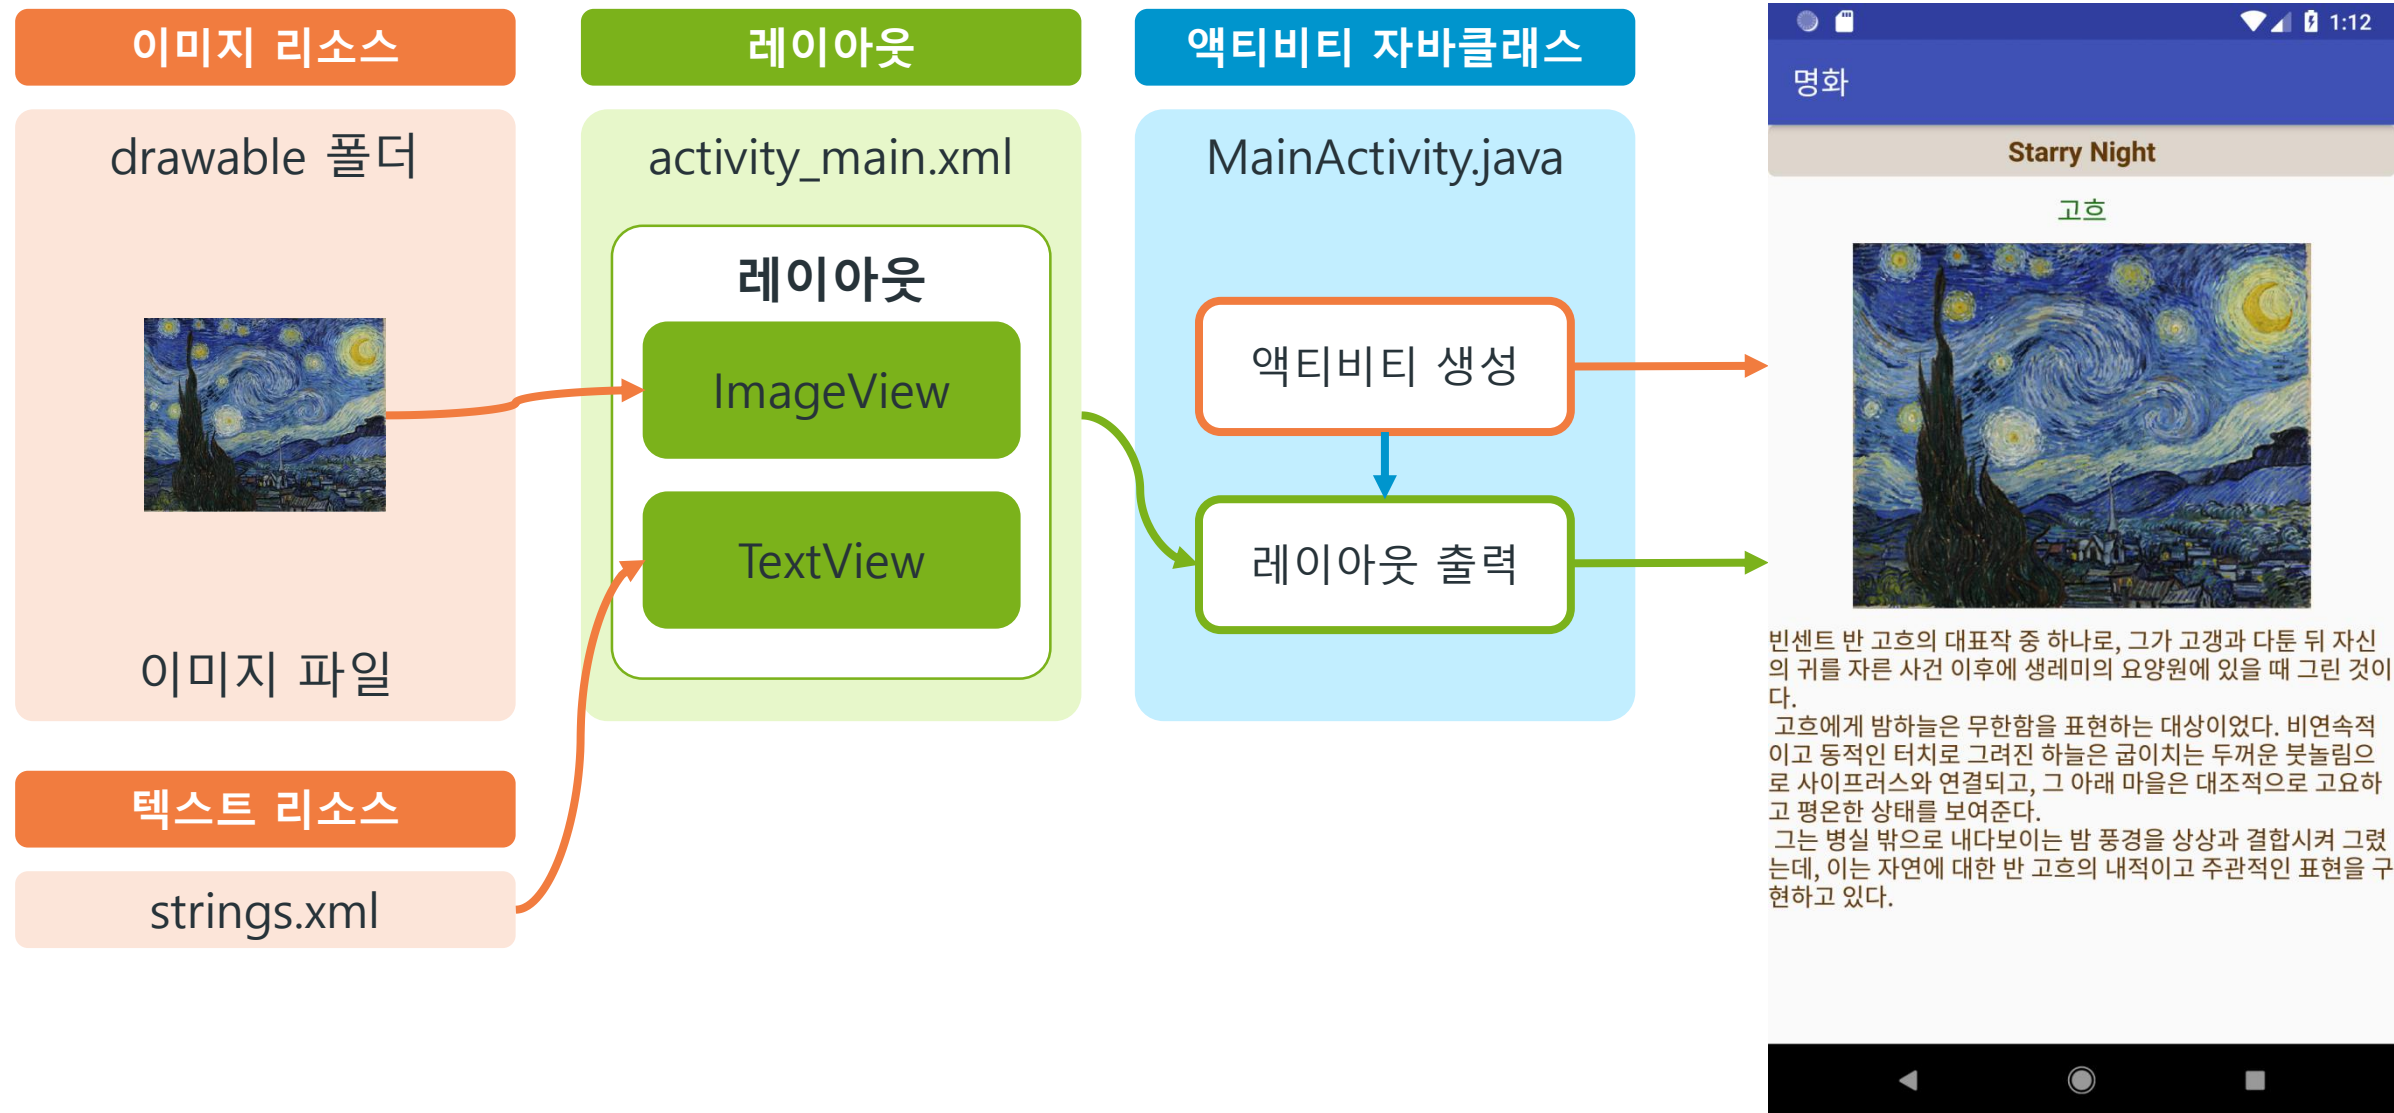 이미지 리소스
drawable 폴더
이미지 파일
텍스트 리소스
strings.xml
레이아웃
activity_main.xml
레이아웃
ImageView
TextView
액티비티 자바클래스
MainActivity.java
액티비티 생성
레이아웃 출력
1:12
명화
Starry Night
고흐
빈센트 반 고흐의 대표작 중 하나로, 그가 고갱과 다툰 뒤 자신
의 귀를 자른 사건 이후에 생레미의 요양원에 있을 때 그린 것이
다.
고흐에게 밤하늘은 무한함을 표현하는 대상이었다. 비연속적
이고 동적인 터치로 그려진 하늘은 굽이치는 두꺼운 붓놀림으
로 사이프러스와 연결되고, 그 아래 마을은 대조적으로 고요하
고 평온한 상태를 보여준다.
그는 병실 밖으로 내다보이는 밤 풍경을 상상과 결합시켜 그렸
는데, 이는 자연에 대한 반 고흐의 내적이고 주관적인 표현을 구
현하고 있다.